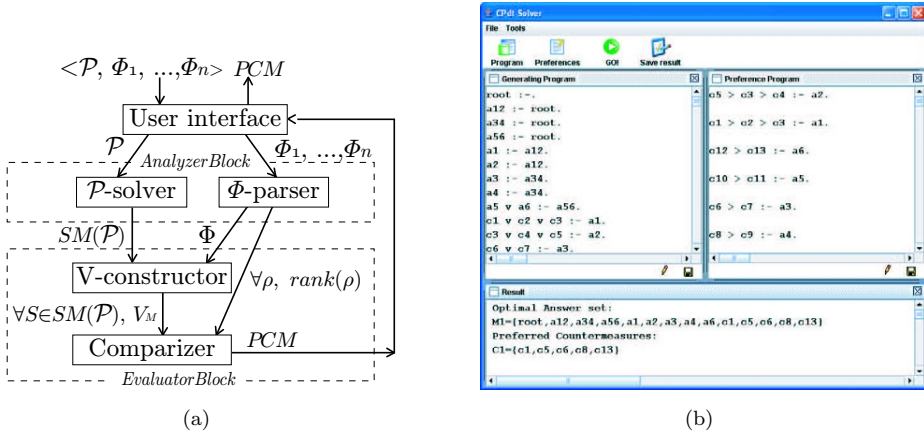 <𝒫, Φ₁, ...,Φₙ> PCM
User interface
𝒫
AnalyzerBlock
Φ₁, ...,Φₙ
𝒫-solver
Φ-parser
SM(𝒫)
Φ
V-constructor
∀ρ, rank(ρ)
∀S∈SM(𝒫), V_M
Comparizer
PCM
EvaluatorBlock
(a)
CPdt Solver
File Tools
Program Preferences GO! Save result
Generating Program
root :-.
a12 :- root.
a34 :- root.
a56 :- root.
a1 :- a12.
a2 :- a12.
a3 :- a34.
a4 :- a34.
a5 v a6 :- a56.
c1 v c2 v c3 :- a1.
c3 v c4 v c5 :- a2.
c6 v c7 :- a3.
Preference Program
c5 > c3 > c4 :- a2.
c1 > c2 > c3 :- a1.
c12 > c13 :- a6.
c10 > c11 :- a5.
c6 > c7 :- a3.
c8 > c9 :- a4.
Result
Optimal Answer set:
M1={root,a12,a34,a56,a1,a2,a3,a4,a6,c1,c5,c6,c8,c13}
Preferred Countermeasures:
C1={c1,c5,c6,c8,c13}
(b)